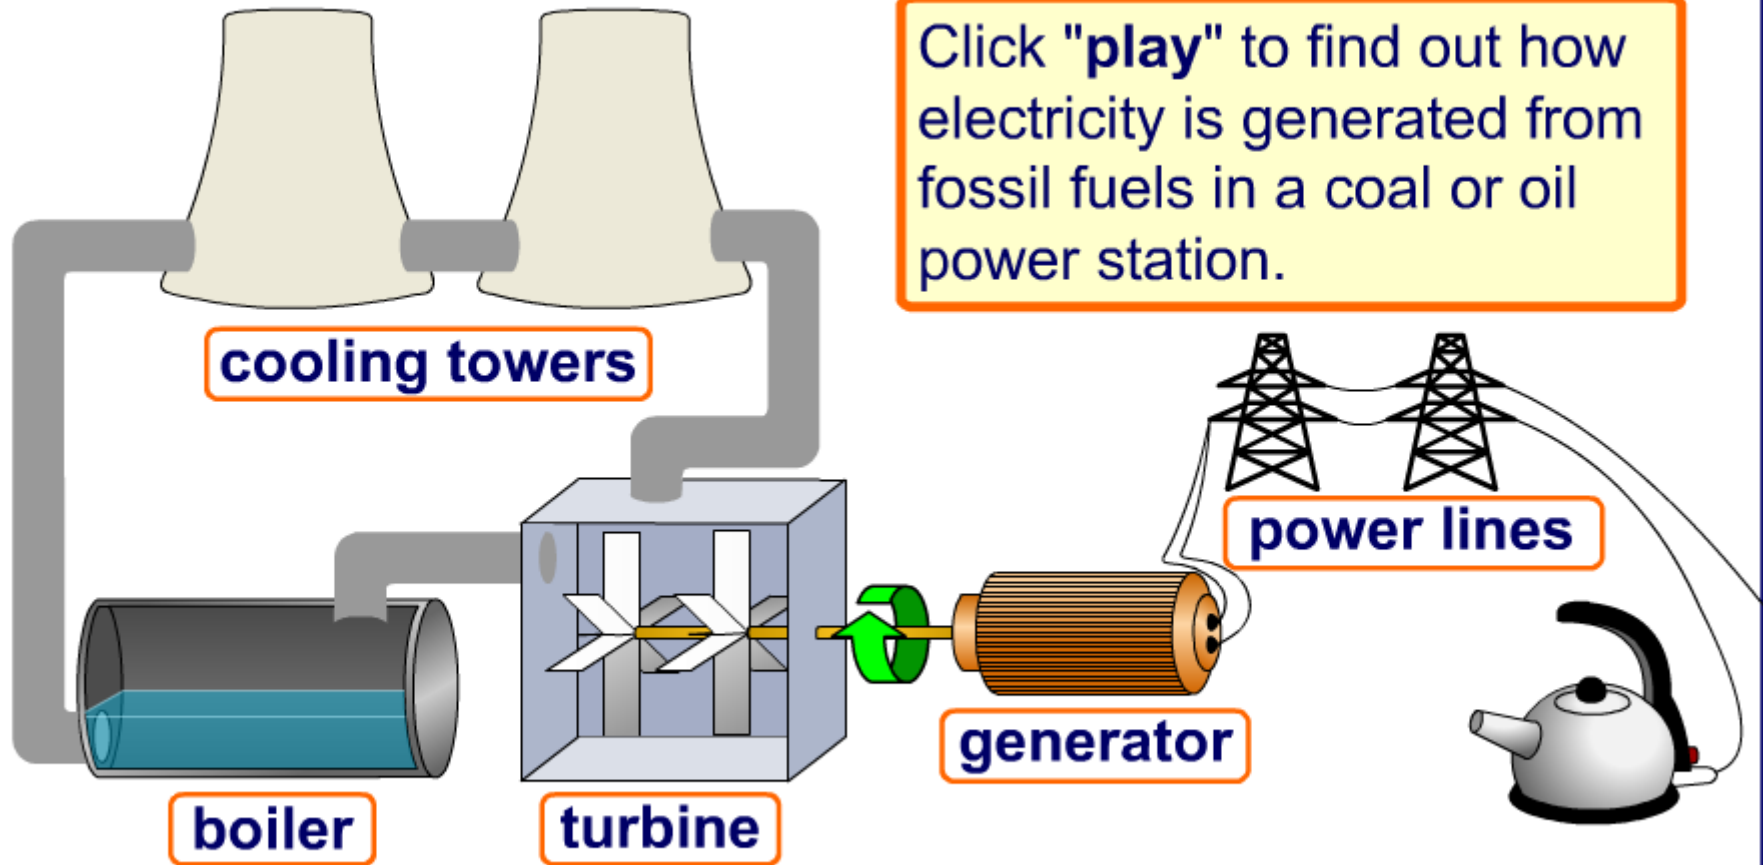 Click "play" to find out how
electricity is generated from
fossil fuels in a coal or oil
power station.
cooling towers
power lines
generator
boiler
turbine